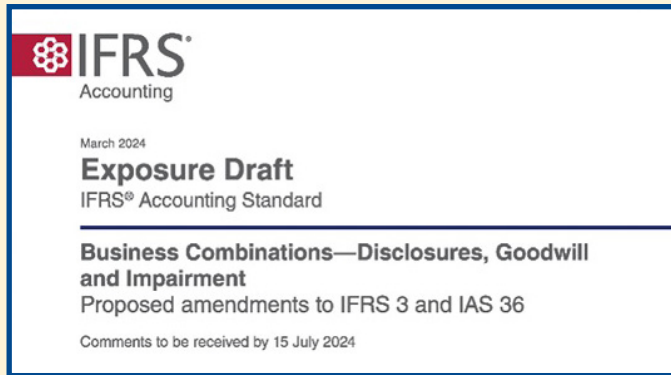 IFRS®
Accounting
March 2024
Exposure Draft
IFRS® Accounting Standard
Business Combinations—Disclosures, Goodwill
and Impairment
Proposed amendments to IFRS 3 and IAS 36
Comments to be received by 15 July 2024